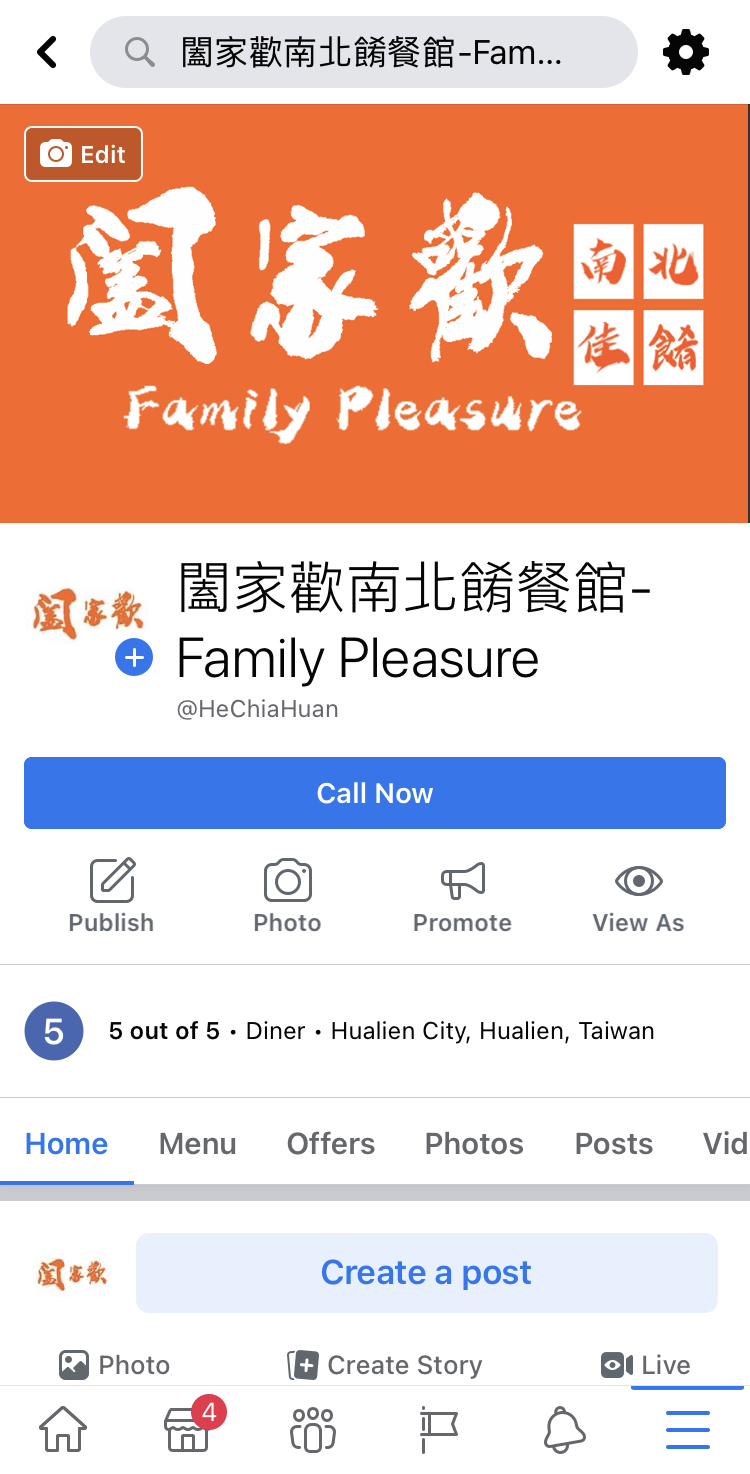 闔家歡南北餚餐館-Fam...
Edit
闔家歡
南北
佳餚
Family Pleasure
闔家歡
闔家歡南北餚餐館-
Family Pleasure
@HeChiaHuan
Call Now
Publish Photo Promote View As
5 5 out of 5 • Diner • Hualien City, Hualien, Taiwan
Home Menu Offers Photos Posts Vid
闔家歡 Create a post
Photo Create Story Live
4